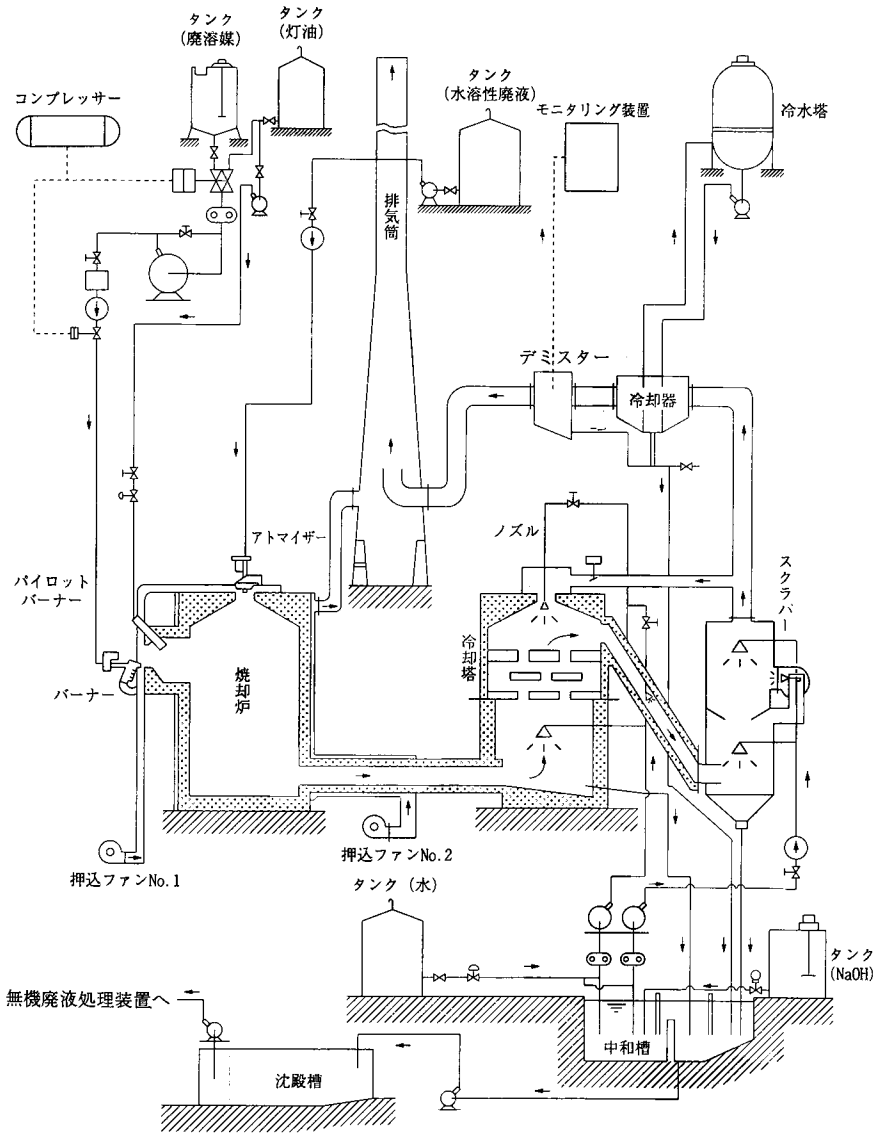 タンク
(廃溶媒)
タンク
(灯油)
コンプレッサー
タンク
(水溶性廃液)
モニタリング装置
冷水塔
排気筒
デミスター
冷却器
アトマイザー
ノズル
スクラバー
パイロット
バーナー
バーナー
焼却炉
冷却塔
押込ファンNo.1
押込ファンNo.2
タンク(水)
タンク
(NaOH)
無機廃液処理装置へ
沈殿槽
中和槽